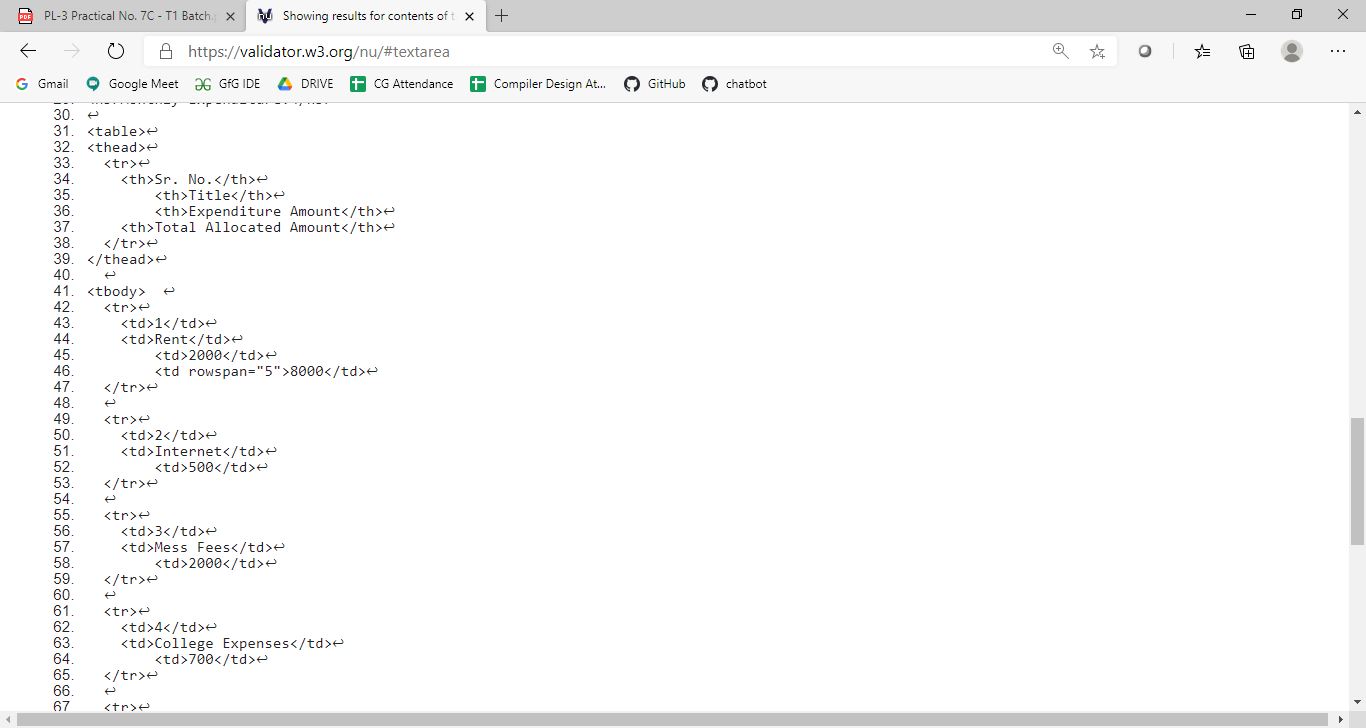 PL-3 Practical No. 7C - T1 Batch.
Showing results for contents of t
https://validator.w3.org/nu/#textarea
Gmail
Google Meet
GfG IDE
DRIVE
CG Attendance
Compiler Design At...
GitHub
chatbot
30. ↩
31. <table>↩
32. <thead>↩
33.   <tr>↩
34.     <th>Sr. No.</th>↩
35.         <th>Title</th>↩
36.         <th>Expenditure Amount</th>↩
37.     <th>Total Allocated Amount</th>↩
38.   </tr>↩
39. </thead>↩
40.   ↩
41. <tbody>  ↩
42.   <tr>↩
43.     <td>1</td>↩
44.     <td>Rent</td>↩
45.         <td>2000</td>↩
46.         <td rowspan="5">8000</td>↩
47.   </tr>↩
48.   ↩
49.   <tr>↩
50.     <td>2</td>↩
51.     <td>Internet</td>↩
52.         <td>500</td>↩
53.   </tr>↩
54.   ↩
55.   <tr>↩
56.     <td>3</td>↩
57.     <td>Mess Fees</td>↩
58.         <td>2000</td>↩
59.   </tr>↩
60.   ↩
61.   <tr>↩
62.     <td>4</td>↩
63.     <td>College Expenses</td>↩
64.         <td>700</td>↩
65.   </tr>↩
66.   ↩
67   <tr>↩